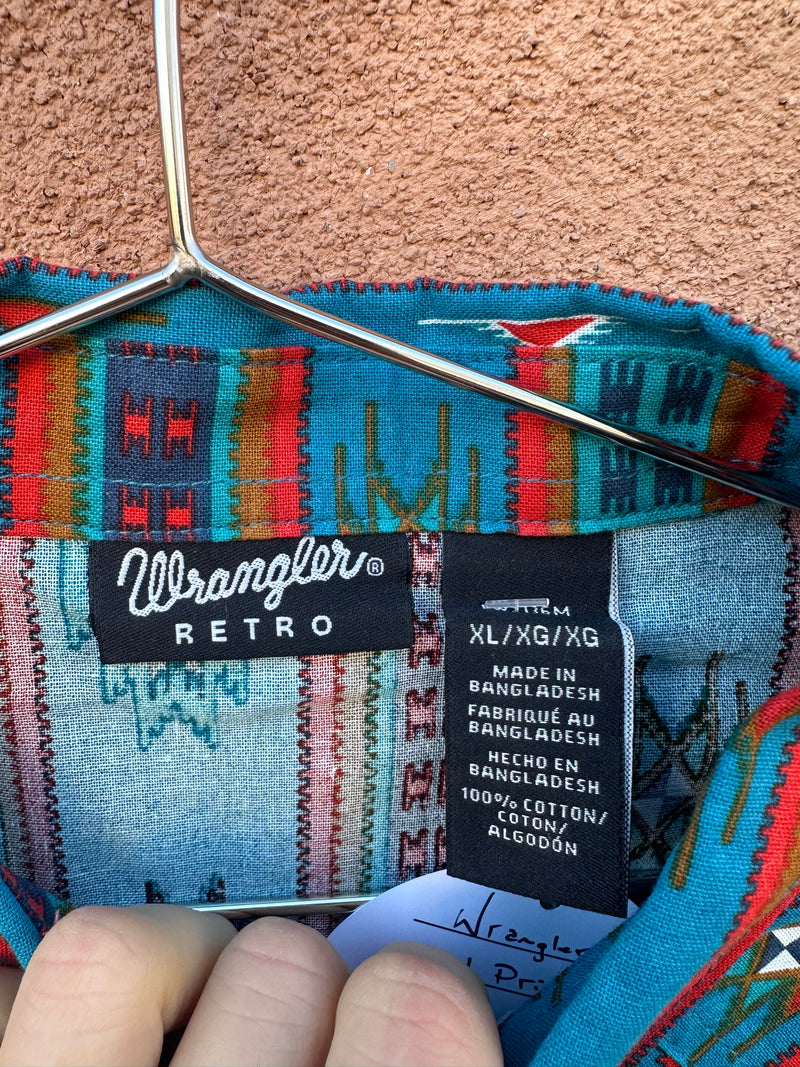 Wrangler®
RETRO
XL/XG/XG
MADE IN
BANGLADESH
FABRIQUÉ AU
BANGLADESH
HECHO EN
BANGLADESH
100% COTTON/
COTON/
ALGODÓN
Wrangler
Pri